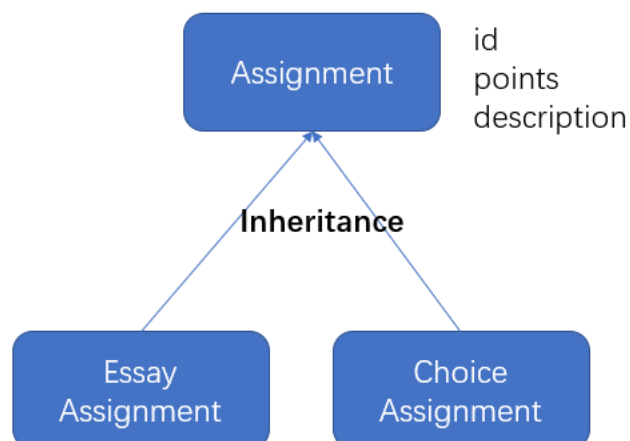 Assignment
id
points
description
Inheritance
Essay
Assignment
Choice
Assignment